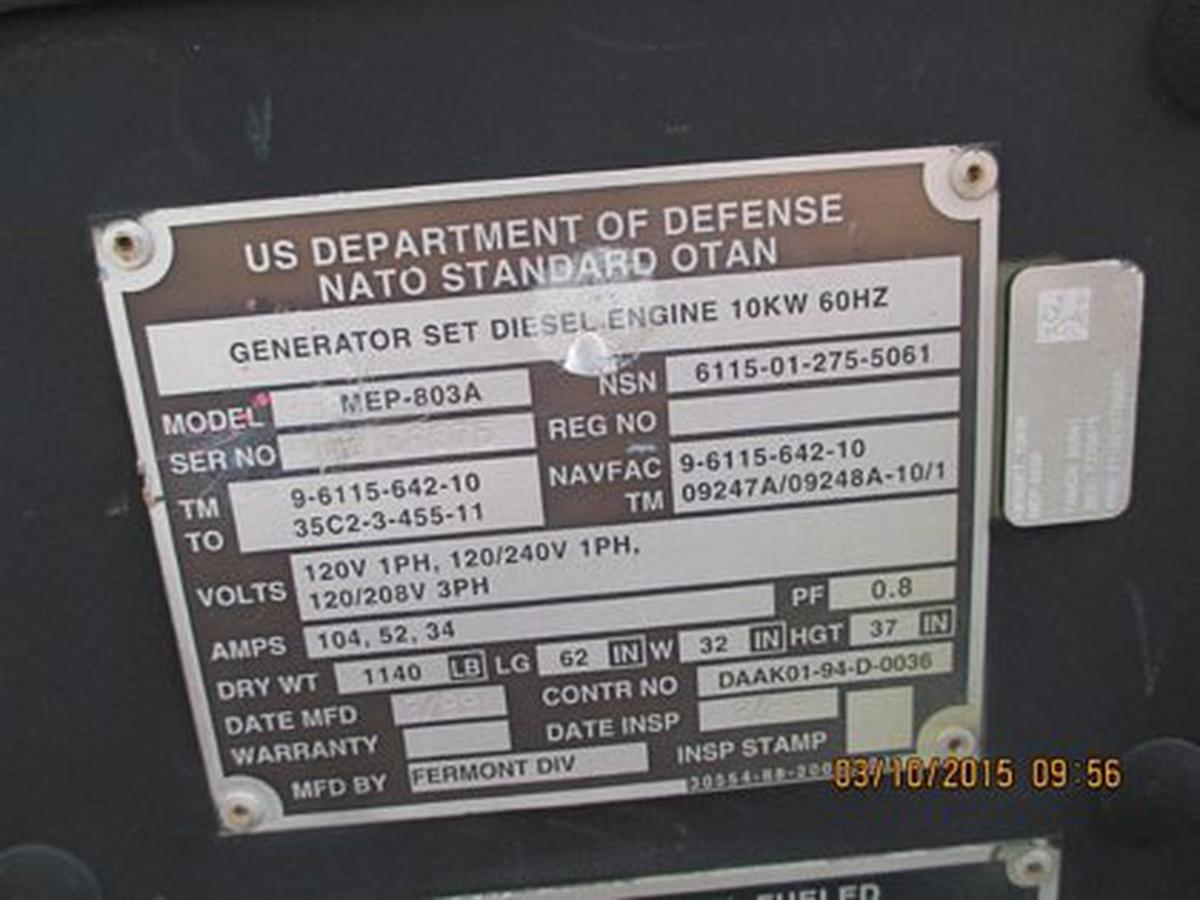 US DEPARTMENT OF DEFENSE
NATO STANDARD OTAN
GENERATOR SET DIESEL ENGINE 10KW 60HZ
MODEL MEP-803A NSN 6115-01-275-5061
SER NO REG NO
TM 9-6115-642-10 NAVFAC 9-6115-642-10
TO 35C2-3-455-11 TM 09247A/09248A-10/1
VOLTS 120V 1PH, 120/240V 1PH,
120/208V 3PH
AMPS 104, 52, 34 PF 0.8
DRY WT 1140 LB LG 62 IN W 32 IN HGT 37 IN
DATE MFD CONTR NO DAAK01-94-D-0036
WARRANTY DATE INSP
MFD BY FERMONT DIV INSP STAMP
03/10/2015 09:56
FUELED